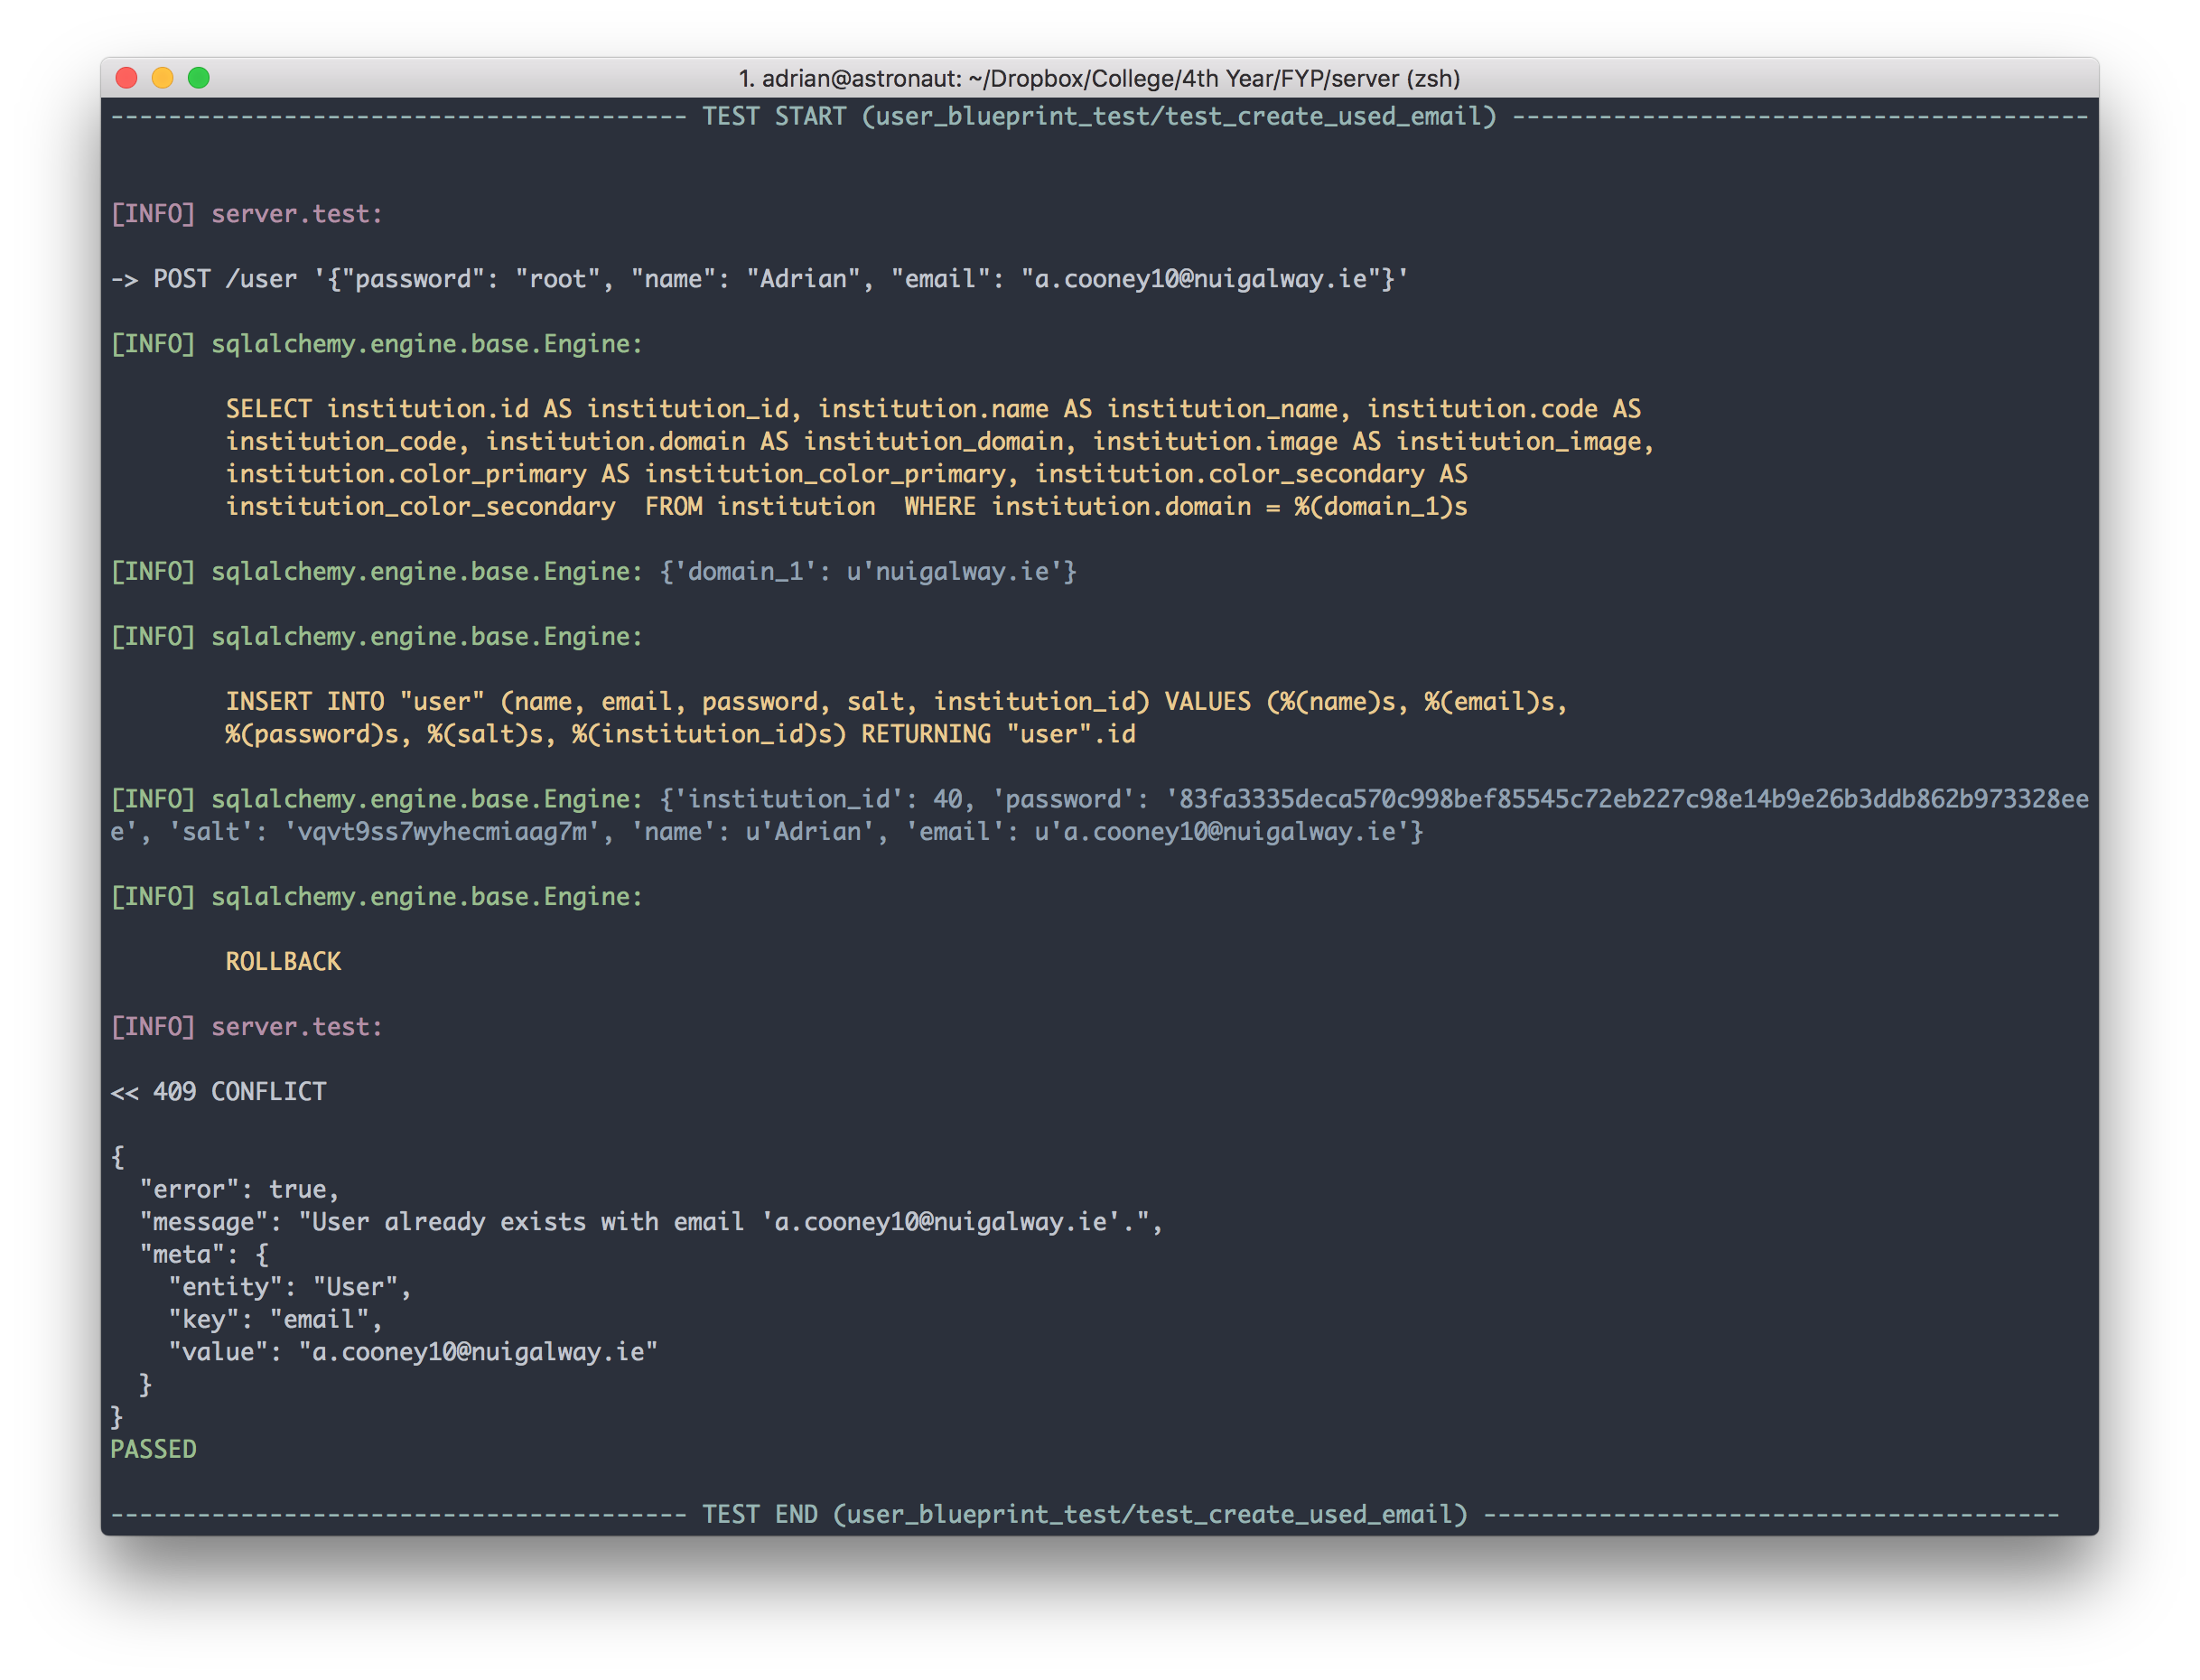 1. adrian@astronaut: ~/Dropbox/College/4th Year/FYP/server (zsh)
---------------------------------------- TEST START (user_blueprint_test/test_create_used_email) ----------------------------------------
[INFO] server.test:
-> POST /user '{"password": "root", "name": "Adrian", "email": "a.cooney10@nuigalway.ie"}'
[INFO] sqlalchemy.engine.base.Engine:
SELECT institution.id AS institution_id, institution.name AS institution_name, institution.code AS
institution_code, institution.domain AS institution_domain, institution.image AS institution_image,
institution.color_primary AS institution_color_primary, institution.color_secondary AS
institution_color_secondary  FROM institution  WHERE institution.domain = %(domain_1)s
[INFO] sqlalchemy.engine.base.Engine: {'domain_1': u'nuigalway.ie'}
[INFO] sqlalchemy.engine.base.Engine:
INSERT INTO "user" (name, email, password, salt, institution_id) VALUES (%(name)s, %(email)s,
%(password)s, %(salt)s, %(institution_id)s) RETURNING "user".id
[INFO] sqlalchemy.engine.base.Engine: {'institution_id': 40, 'password': '83fa3335deca570c998bef85545c72eb227c98e14b9e26b3ddb862b973328ee
e', 'salt': 'vqvt9ss7wyhecmiaag7m', 'name': u'Adrian', 'email': u'a.cooney10@nuigalway.ie'}
[INFO] sqlalchemy.engine.base.Engine:
ROLLBACK
[INFO] server.test:
<< 409 CONFLICT
{
  "error": true,
  "message": "User already exists with email 'a.cooney10@nuigalway.ie'.",
  "meta": {
    "entity": "User",
    "key": "email",
    "value": "a.cooney10@nuigalway.ie"
  }
}
PASSED
---------------------------------------- TEST END (user_blueprint_test/test_create_used_email) ----------------------------------------